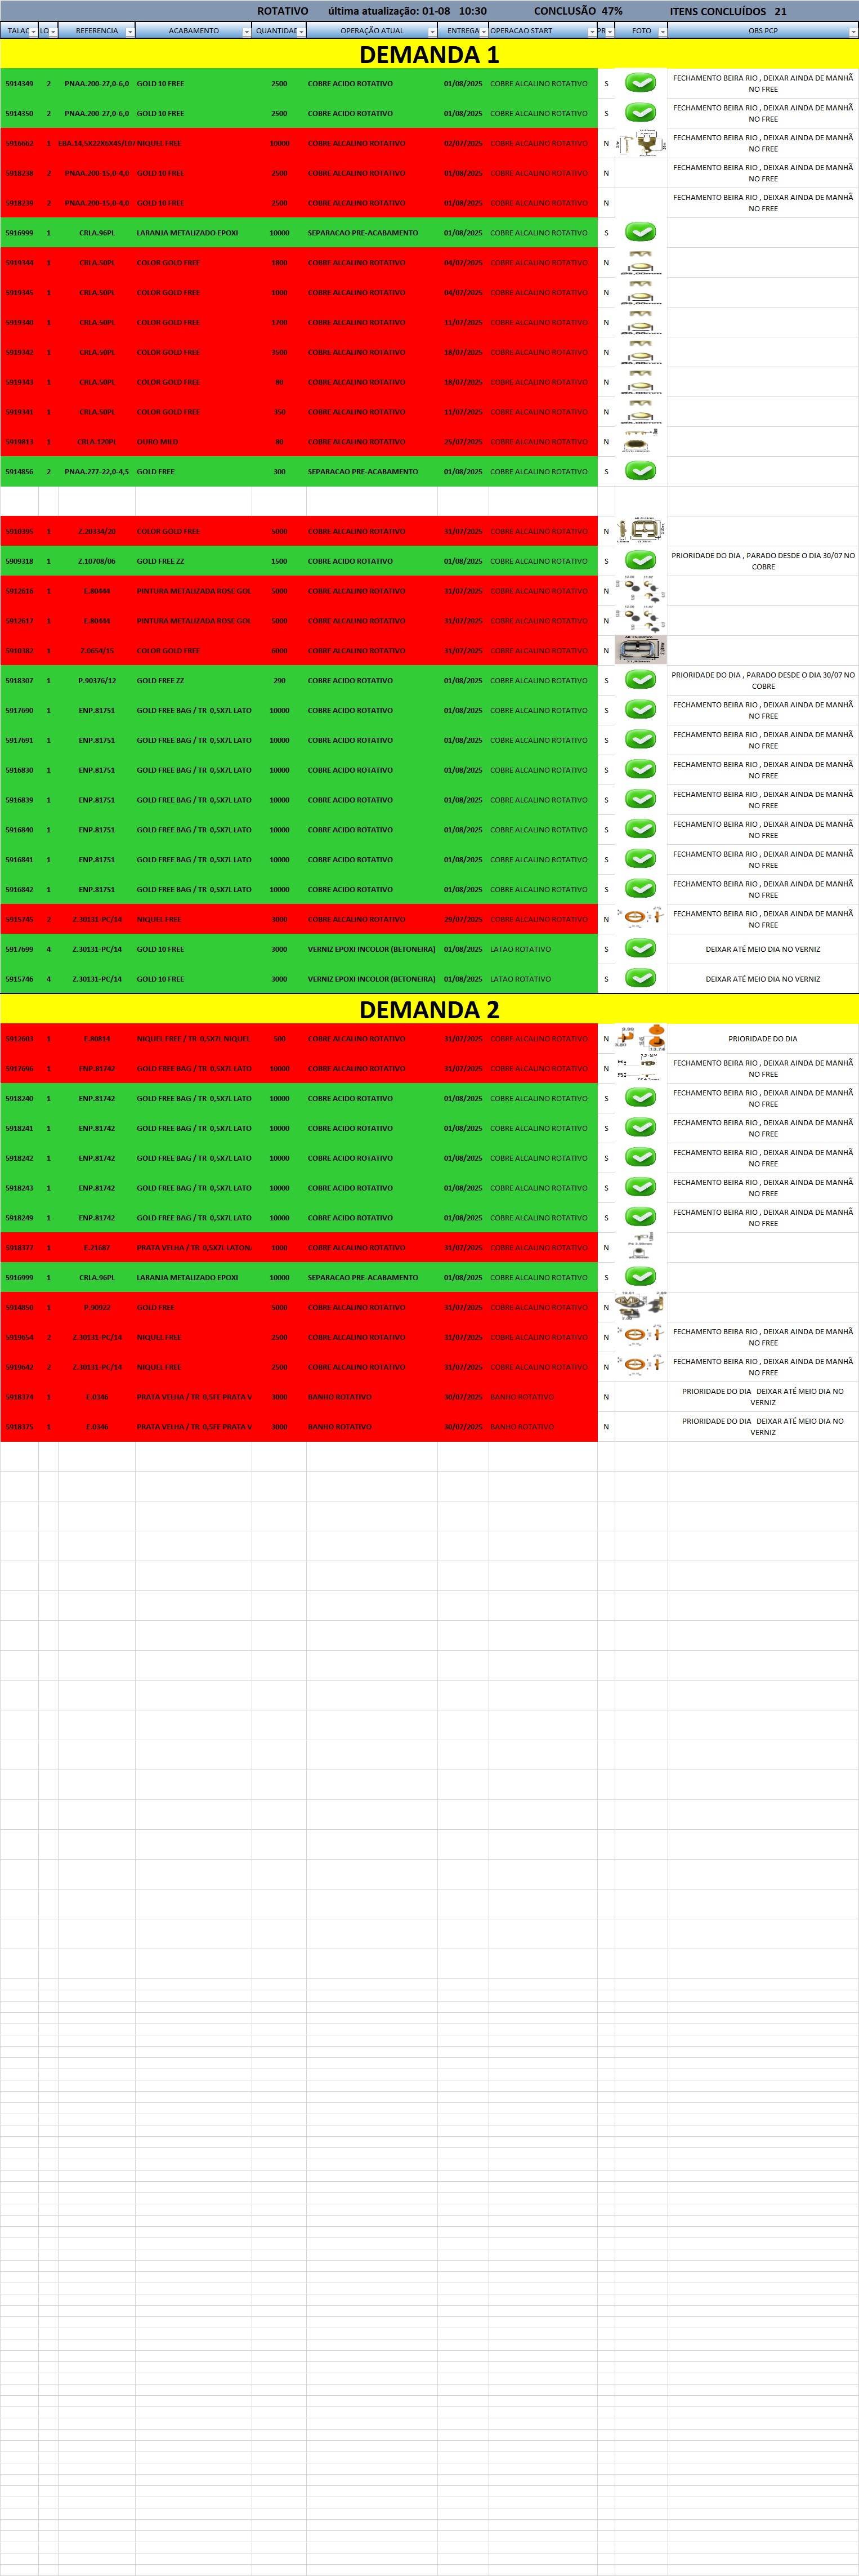 ROTATIVO última atualização: 01-08 10:30 CONCLUSÃO 47% ITENS CONCLUÍDOS 21
TALAC LO REFERENCIA ACABAMENTO QUANTIDAE OPERAÇÃO ATUAL ENTREGA OPERACAO START PR FOTO OBS PCP
DEMANDA 1
5914349 2 PNAA.200-27,0-6,0 GOLD 10 FREE 2500 COBRE ACIDO ROTATIVO 01/08/2025 COBRE ALCALINO ROTATIVO S FECHAMENTO BEIRA RIO , DEIXAR AINDA DE MANHÃ NO FREE
5914350 2 PNAA.200-27,0-6,0 GOLD 10 FREE 2500 COBRE ACIDO ROTATIVO 01/08/2025 COBRE ALCALINO ROTATIVO S FECHAMENTO BEIRA RIO , DEIXAR AINDA DE MANHÃ NO FREE
5916662 1 NIQUEL FREE 10000 COBRE ALCALINO ROTATIVO 02/07/2025 COBRE ALCALINO ROTATIVO N FECHAMENTO BEIRA RIO , DEIXAR AINDA DE MANHÃ NO FREE
5918238 2 PNAA.200-15,0-4,0 GOLD 10 FREE 2500 COBRE ALCALINO ROTATIVO 01/08/2025 COBRE ALCALINO ROTATIVO N FECHAMENTO BEIRA RIO , DEIXAR AINDA DE MANHÃ NO FREE
5918239 2 PNAA.200-15,0-4,0 GOLD 10 FREE 2500 COBRE ALCALINO ROTATIVO 01/08/2025 COBRE ALCALINO ROTATIVO N FECHAMENTO BEIRA RIO , DEIXAR AINDA DE MANHÃ NO FREE
5916999 1 CRLA.96PL LARANJA METALIZADO EPOXI 10000 SEPARACAO PRE-ACABAMENTO 01/08/2025 COBRE ALCALINO ROTATIVO S
5919344 1 CRLA.50PL COLOR GOLD FREE 1800 COBRE ALCALINO ROTATIVO 04/07/2025 COBRE ALCALINO ROTATIVO N
5919345 1 CRLA.50PL COLOR GOLD FREE 1900 COBRE ALCALINO ROTATIVO 04/07/2025 COBRE ALCALINO ROTATIVO N
5919340 1 CRLA.50PL COLOR GOLD FREE 1700 COBRE ALCALINO ROTATIVO 11/07/2025 COBRE ALCALINO ROTATIVO N
5919342 1 CRLA.50PL COLOR GOLD FREE 3500 COBRE ALCALINO ROTATIVO 18/07/2025 COBRE ALCALINO ROTATIVO N
5919343 1 CRLA.50PL COLOR GOLD FREE 80 COBRE ALCALINO ROTATIVO 18/07/2025 COBRE ALCALINO ROTATIVO N
5919341 1 CRLA.50PL COLOR GOLD FREE 350 COBRE ALCALINO ROTATIVO 11/07/2025 COBRE ALCALINO ROTATIVO N
5919813 1 CRLA.120PL OURO MILD 80 COBRE ALCALINO ROTATIVO 25/07/2025 COBRE ALCALINO ROTATIVO N
5914856 2 PNAA.277-22,0-4,5 GOLD FREE 300 SEPARACAO PRE-ACABAMENTO 01/08/2025 COBRE ALCALINO ROTATIVO S
5910395 1 Z.20334/20 COLOR GOLD FREE 5000 COBRE ALCALINO ROTATIVO 31/07/2025 COBRE ALCALINO ROTATIVO N
5909318 1 Z.10708/06 GOLD FREE ZZ 1500 COBRE ACIDO ROTATIVO 01/08/2025 COBRE ALCALINO ROTATIVO S PRIORIDADE DO DIA , PARADO DESDE O DIA 30/07 NO COBRE
5912616 1 E.80444 PINTURA METALIZADA ROSE GOL 5000 COBRE ALCALINO ROTATIVO 31/07/2025 COBRE ALCALINO ROTATIVO N
5912617 1 E.80444 PINTURA METALIZADA ROSE GOL 5000 COBRE ALCALINO ROTATIVO 31/07/2025 COBRE ALCALINO ROTATIVO N
5910382 1 Z.0654/15 COLOR GOLD FREE 6000 COBRE ALCALINO ROTATIVO 31/07/2025 COBRE ALCALINO ROTATIVO N
5918307 1 P.90376/12 GOLD FREE ZZ 290 COBRE ACIDO ROTATIVO 01/08/2025 COBRE ALCALINO ROTATIVO S PRIORIDADE DO DIA , PARADO DESDE O DIA 30/07 NO COBRE
5917690 1 ENP.81751 GOLD FREE BAG / TR 0,5X7L LATO 10000 COBRE ACIDO ROTATIVO 01/08/2025 COBRE ALCALINO ROTATIVO S FECHAMENTO BEIRA RIO , DEIXAR AINDA DE MANHÃ NO FREE
5917691 1 ENP.81751 GOLD FREE BAG / TR 0,5X7L LATO 10000 COBRE ACIDO ROTATIVO 01/08/2025 COBRE ALCALINO ROTATIVO S FECHAMENTO BEIRA RIO , DEIXAR AINDA DE MANHÃ NO FREE
5916830 1 ENP.81751 GOLD FREE BAG / TR 0,5X7L LATO 10000 COBRE ACIDO ROTATIVO 01/08/2025 COBRE ALCALINO ROTATIVO S FECHAMENTO BEIRA RIO , DEIXAR AINDA DE MANHÃ NO FREE
5916839 1 ENP.81751 GOLD FREE BAG / TR 0,5X7L LATO 10000 COBRE ACIDO ROTATIVO 01/08/2025 COBRE ALCALINO ROTATIVO S FECHAMENTO BEIRA RIO , DEIXAR AINDA DE MANHÃ NO FREE
5916840 1 ENP.81751 GOLD FREE BAG / TR 0,5X7L LATO 10000 COBRE ACIDO ROTATIVO 01/08/2025 COBRE ALCALINO ROTATIVO S FECHAMENTO BEIRA RIO , DEIXAR AINDA DE MANHÃ NO FREE
5916841 1 ENP.81751 GOLD FREE BAG / TR 0,5X7L LATO 10000 COBRE ACIDO ROTATIVO 01/08/2025 COBRE ALCALINO ROTATIVO S FECHAMENTO BEIRA RIO , DEIXAR AINDA DE MANHÃ NO FREE
5916842 1 ENP.81751 GOLD FREE BAG / TR 0,5X7L LATO 10000 COBRE ACIDO ROTATIVO 01/08/2025 COBRE ALCALINO ROTATIVO S FECHAMENTO BEIRA RIO , DEIXAR AINDA DE MANHÃ NO FREE
5915745 2 Z.30131-PC/14 NIQUEL FREE 3000 COBRE ALCALINO ROTATIVO 29/07/2025 COBRE ALCALINO ROTATIVO N FECHAMENTO BEIRA RIO , DEIXAR AINDA DE MANHÃ NO FREE
5917699 4 Z.30131-PC/14 GOLD 10 FREE 3000 VERNIZ EPOXI INCOLOR (BETONEIRA) 01/08/2025 LATAO ROTATIVO S DEIXAR ATÉ MEIO DIA NO VERNIZ
5915746 4 Z.30131-PC/14 GOLD 10 FREE 3000 VERNIZ EPOXI INCOLOR (BETONEIRA) 01/08/2025 LATAO ROTATIVO S DEIXAR ATÉ MEIO DIA NO VERNIZ
DEMANDA 2
5912603 1 E.80814 NIQUEL FREE / TR 0,5X7L NIQUEL 500 COBRE ALCALINO ROTATIVO 31/07/2025 COBRE ALCALINO ROTATIVO N PRIORIDADE DO DIA
5917696 1 ENP.81742 GOLD FREE BAG / TR 0,5X7L LATO 10000 COBRE ALCALINO ROTATIVO 31/07/2025 COBRE ALCALINO ROTATIVO N FECHAMENTO BEIRA RIO , DEIXAR AINDA DE MANHÃ NO FREE
5918240 1 ENP.81742 GOLD FREE BAG / TR 0,5X7L LATO 10000 COBRE ACIDO ROTATIVO 01/08/2025 COBRE ALCALINO ROTATIVO S FECHAMENTO BEIRA RIO , DEIXAR AINDA DE MANHÃ NO FREE
5918241 1 ENP.81742 GOLD FREE BAG / TR 0,5X7L LATO 10000 COBRE ACIDO ROTATIVO 01/08/2025 COBRE ALCALINO ROTATIVO S FECHAMENTO BEIRA RIO , DEIXAR AINDA DE MANHÃ NO FREE
5918242 1 ENP.81742 GOLD FREE BAG / TR 0,5X7L LATO 10000 COBRE ACIDO ROTATIVO 01/08/2025 COBRE ALCALINO ROTATIVO S FECHAMENTO BEIRA RIO , DEIXAR AINDA DE MANHÃ NO FREE
5918243 1 ENP.81742 GOLD FREE BAG / TR 0,5X7L LATO 10000 COBRE ACIDO ROTATIVO 01/08/2025 COBRE ALCALINO ROTATIVO S FECHAMENTO BEIRA RIO , DEIXAR AINDA DE MANHÃ NO FREE
5918249 1 ENP.81742 GOLD FREE BAG / TR 0,5X7L LATO 10000 COBRE ACIDO ROTATIVO 01/08/2025 COBRE ALCALINO ROTATIVO S FECHAMENTO BEIRA RIO , DEIXAR AINDA DE MANHÃ NO FREE
5918377 1 E.21687 PRATA VELHA / TR 0,5X7L LATON. 1000 COBRE ALCALINO ROTATIVO 31/07/2025 COBRE ALCALINO ROTATIVO N
5916999 1 CRLA.96PL LARANJA METALIZADO EPOXI 10000 SEPARACAO PRE-ACABAMENTO 01/08/2025 COBRE ALCALINO ROTATIVO S
5914850 1 P.90922 GOLD FREE 5000 COBRE ALCALINO ROTATIVO 31/07/2025 COBRE ALCALINO ROTATIVO N
5919654 2 Z.30131-PC/14 NIQUEL FREE 2500 COBRE ALCALINO ROTATIVO 31/07/2025 COBRE ALCALINO ROTATIVO N FECHAMENTO BEIRA RIO , DEIXAR AINDA DE MANHÃ NO FREE
5919642 2 Z.30131-PC/14 NIQUEL FREE 2500 COBRE ALCALINO ROTATIVO 31/07/2025 COBRE ALCALINO ROTATIVO N FECHAMENTO BEIRA RIO , DEIXAR AINDA DE MANHÃ NO FREE
5918374 1 E.0346 PRATA VELHA / TR 0,5FE PRATA V 3000 BANHO ROTATIVO 30/07/2025 BANHO ROTATIVO N PRIORIDADE DO DIA DEIXAR ATÉ MEIO DIA NO VERNIZ
5918375 1 E.0346 PRATA VELHA / TR 0,5FE PRATA V 3000 BANHO ROTATIVO 30/07/2025 BANHO ROTATIVO N PRIORIDADE DO DIA DEIXAR ATÉ MEIO DIA NO VERNIZ